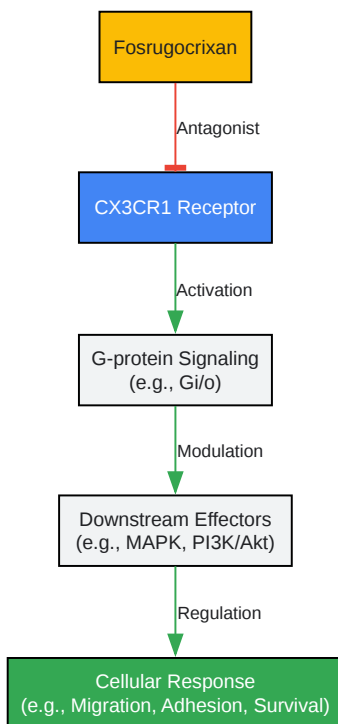 Fosrugocrixan
Antagonist
CX3CR1 Receptor
Activation
G-protein Signaling
(e.g., Gi/o)
Modulation
Downstream Effectors
(e.g., MAPK, PI3K/Akt)
Regulation
Cellular Response
(e.g., Migration, Adhesion, Survival)